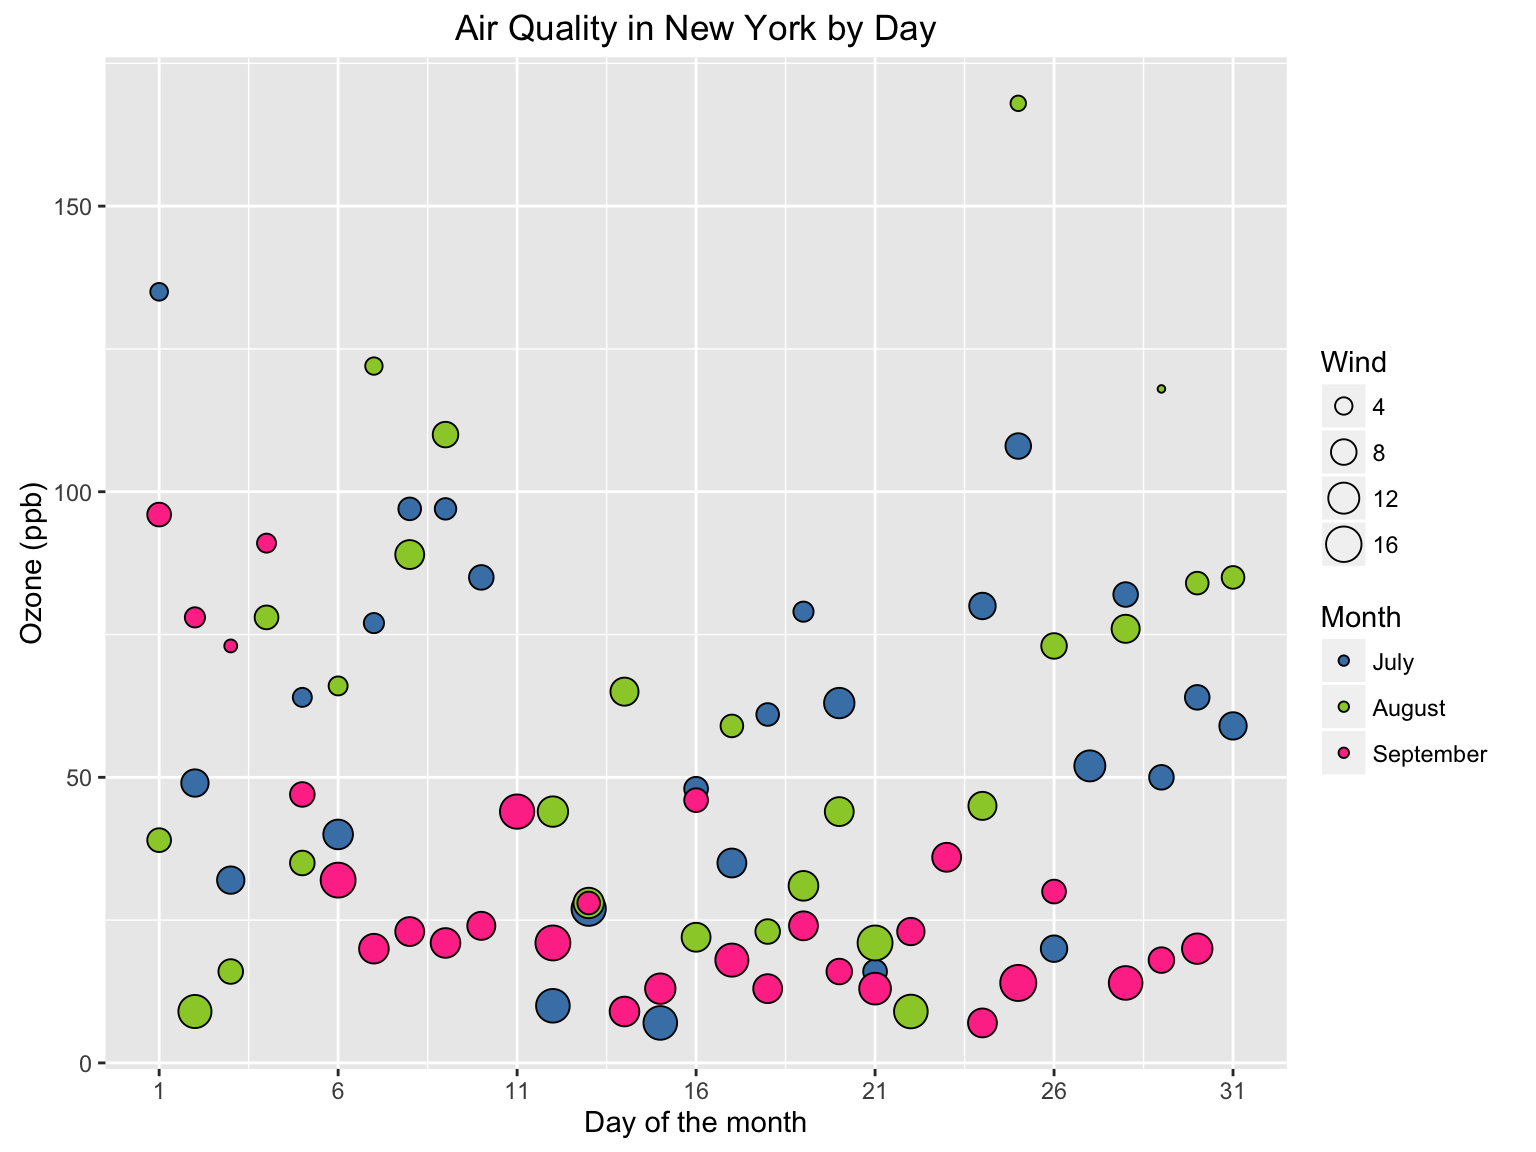 Air Quality in New York by Day
Ozone (ppb)
150
100
50
0
1 6 11 16 21 26 31
Day of the month
Wind
4
8
12
16
Month
July
August
September